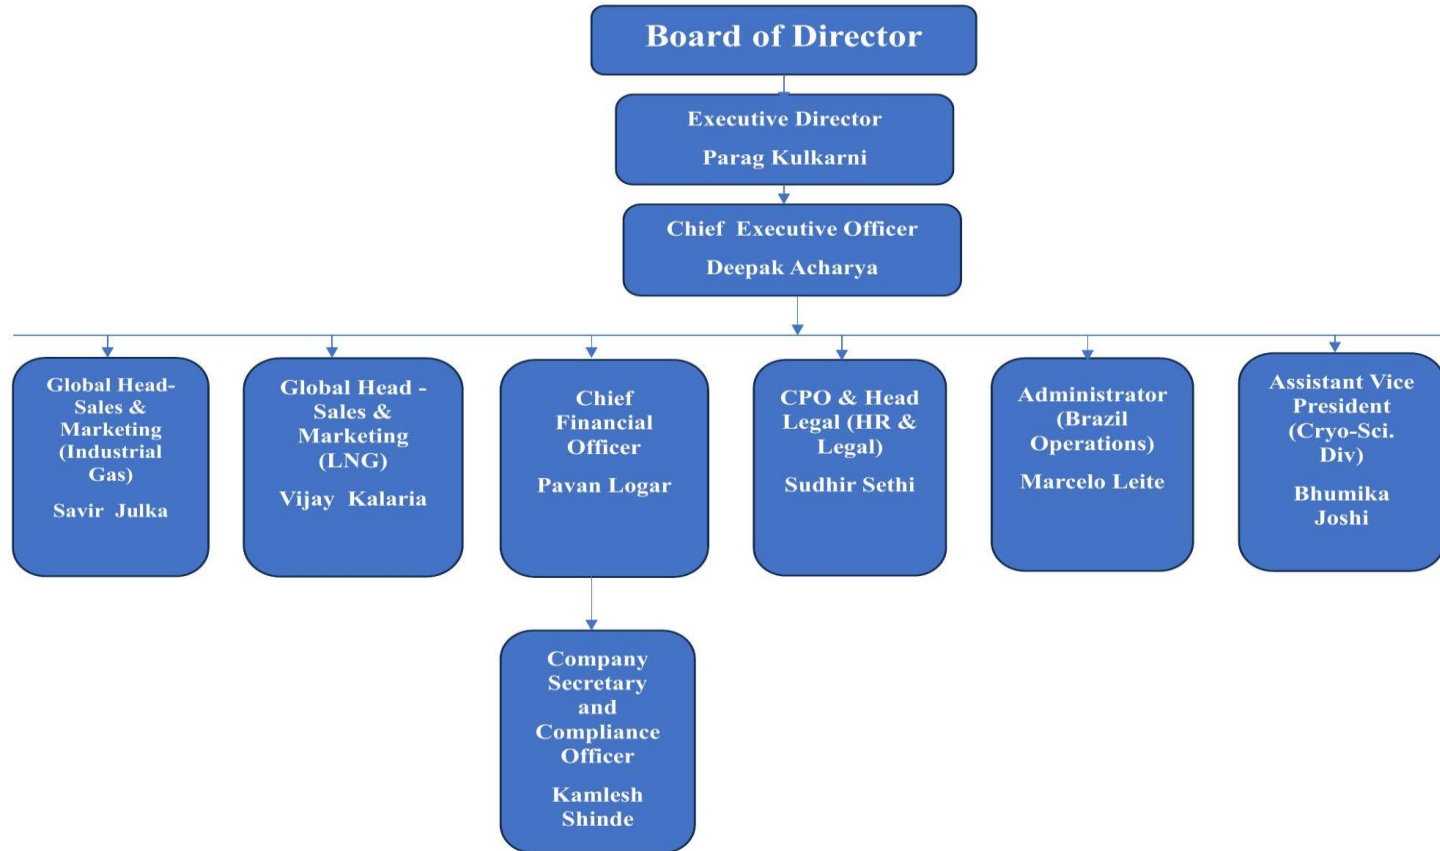 Board of Director
Executive Director
Parag Kulkarni
Chief Executive Officer
Deepak Acharya
Global Head-
Sales &
Marketing
(Industrial
Gas)
Savir Julka
Global Head -
Sales &
Marketing
(LNG)
Vijay Kalaria
Chief
Financial
Officer
Pavan Logar
CPO & Head
Legal (HR &
Legal)
Sudhir Sethi
Administrator
(Brazil
Operations)
Marcelo Leite
Assistant Vice
President
(Cryo-Sci.
Div)
Bhumika
Joshi
Company
Secretary
and
Compliance
Officer
Kamlesh
Shinde